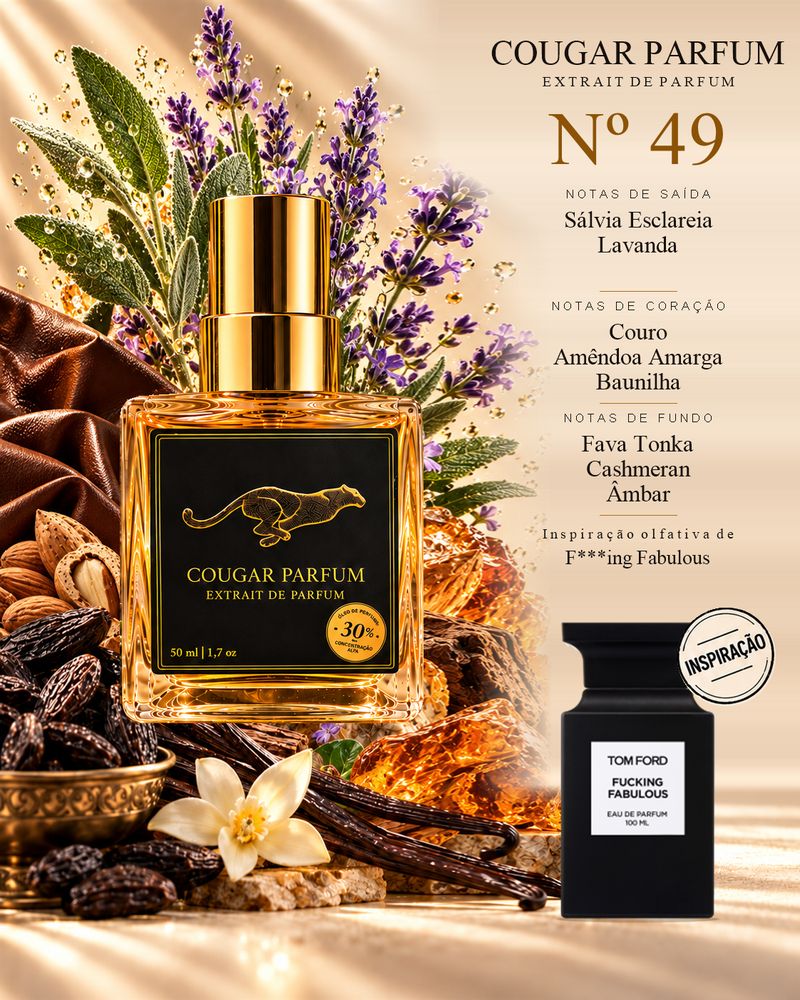 COUGAR PARFUM
EXTRAIT DE PARFUM
Nº 49
NOTAS DE SAÍDA
Sálvia Esclareia
Lavanda
NOTAS DE CORAÇÃO
Couro
Amêndoa Amarga
Baunilha
NOTAS DE FUNDO
Fava Tonka
Cashmeran
Âmbar
Inspiração olfativa de
F***ing Fabulous
COUGAR PARFUM
EXTRAIT DE PARFUM
50 ml | 1,7 oz
ÓLEO DE PERFUME
30%
CONCENTRAÇÃO
ALTA
INSPIRAÇÃO
TOM FORD
FUCKING
FABULOUS
EAU DE PARFUM
100 ML